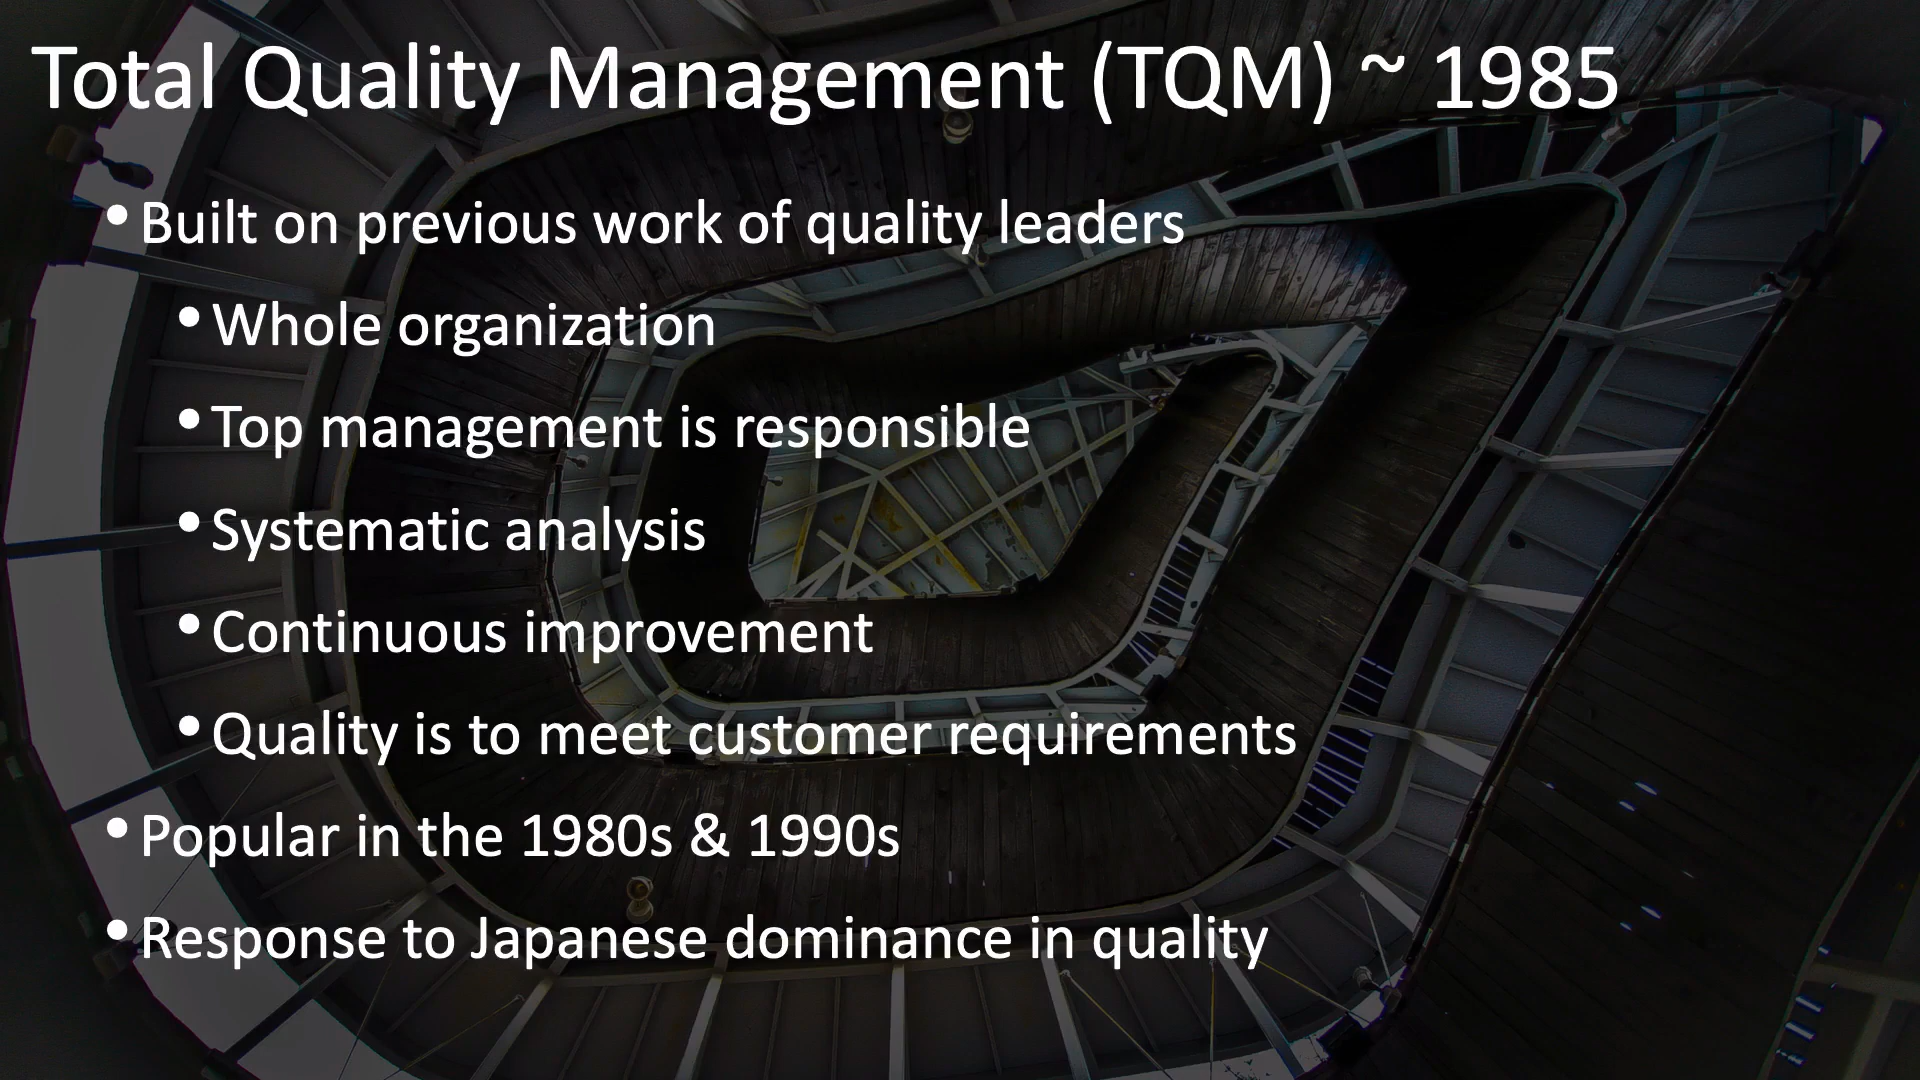 Total Quality Management (TQM) ~ 1985
• Built on previous work of quality leaders
• Whole organization
• Top management is responsible
• Systematic analysis
• Continuous improvement
• Quality is to meet customer requirements
• Popular in the 1980s & 1990s
• Response to Japanese dominance in quality